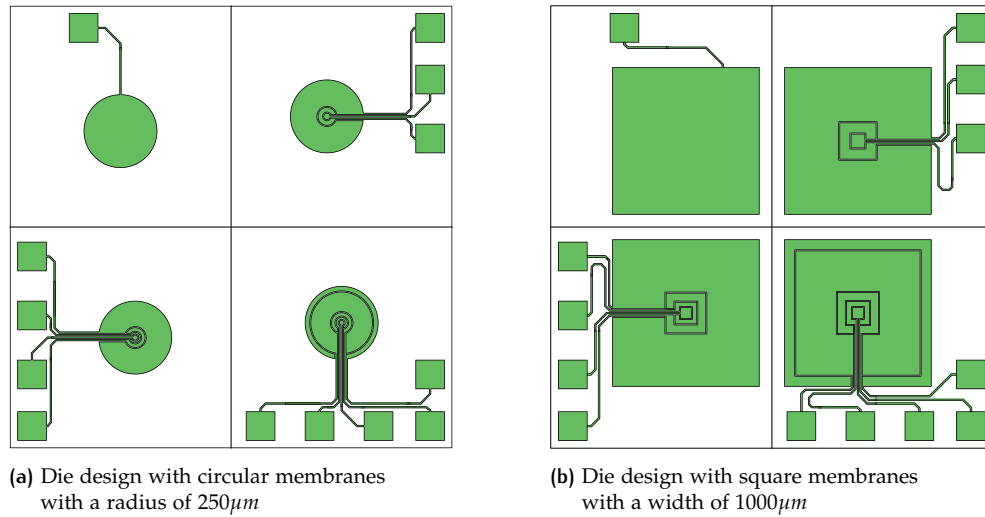 (a) Die design with circular membranes
with a radius of 250μm
(b) Die design with square membranes
with a width of 1000μm